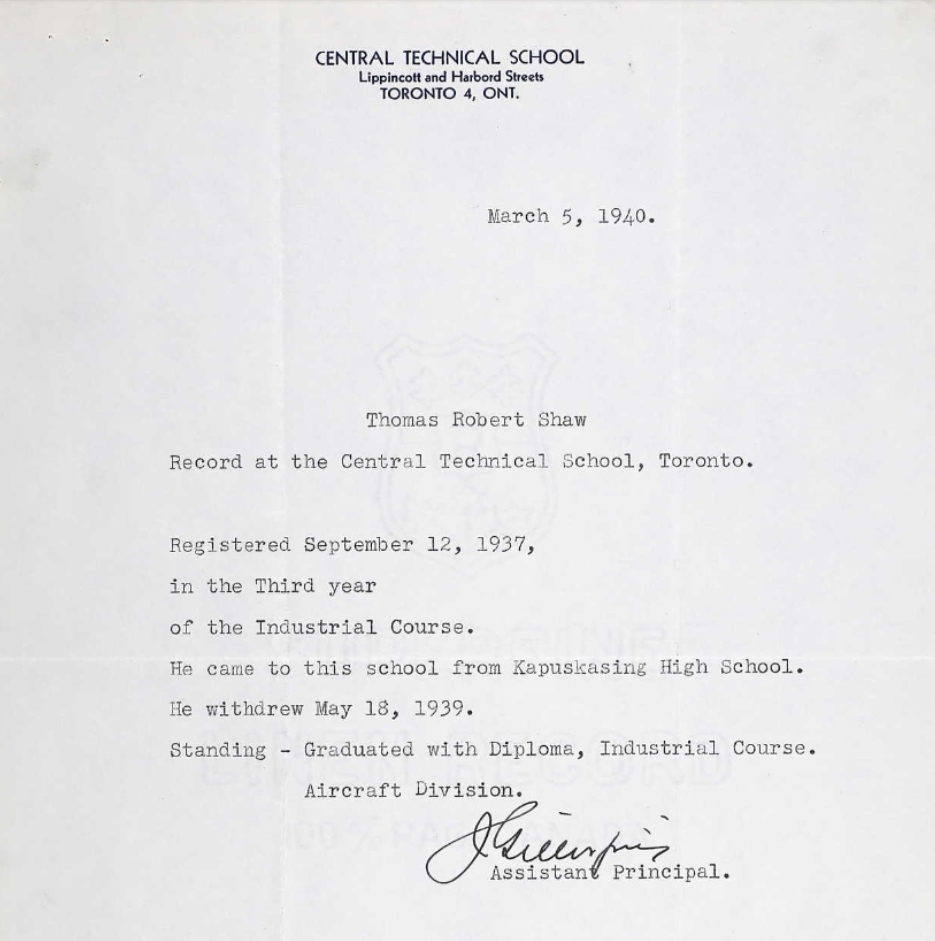 CENTRAL TECHNICAL SCHOOL
Lippincott and Harbord Streets
TORONTO 4, ONT.
March 5, 1940.
Thomas Robert Shaw
Record at the Central Technical School, Toronto.
Registered September 12, 1937,
in the Third year
of the Industrial Course.
He came to this school from Kapuskasing High School.
He withdrew May 18, 1939.
Standing - Graduated with Diploma, Industrial Course.
Aircraft Division.
Assistant Principal.